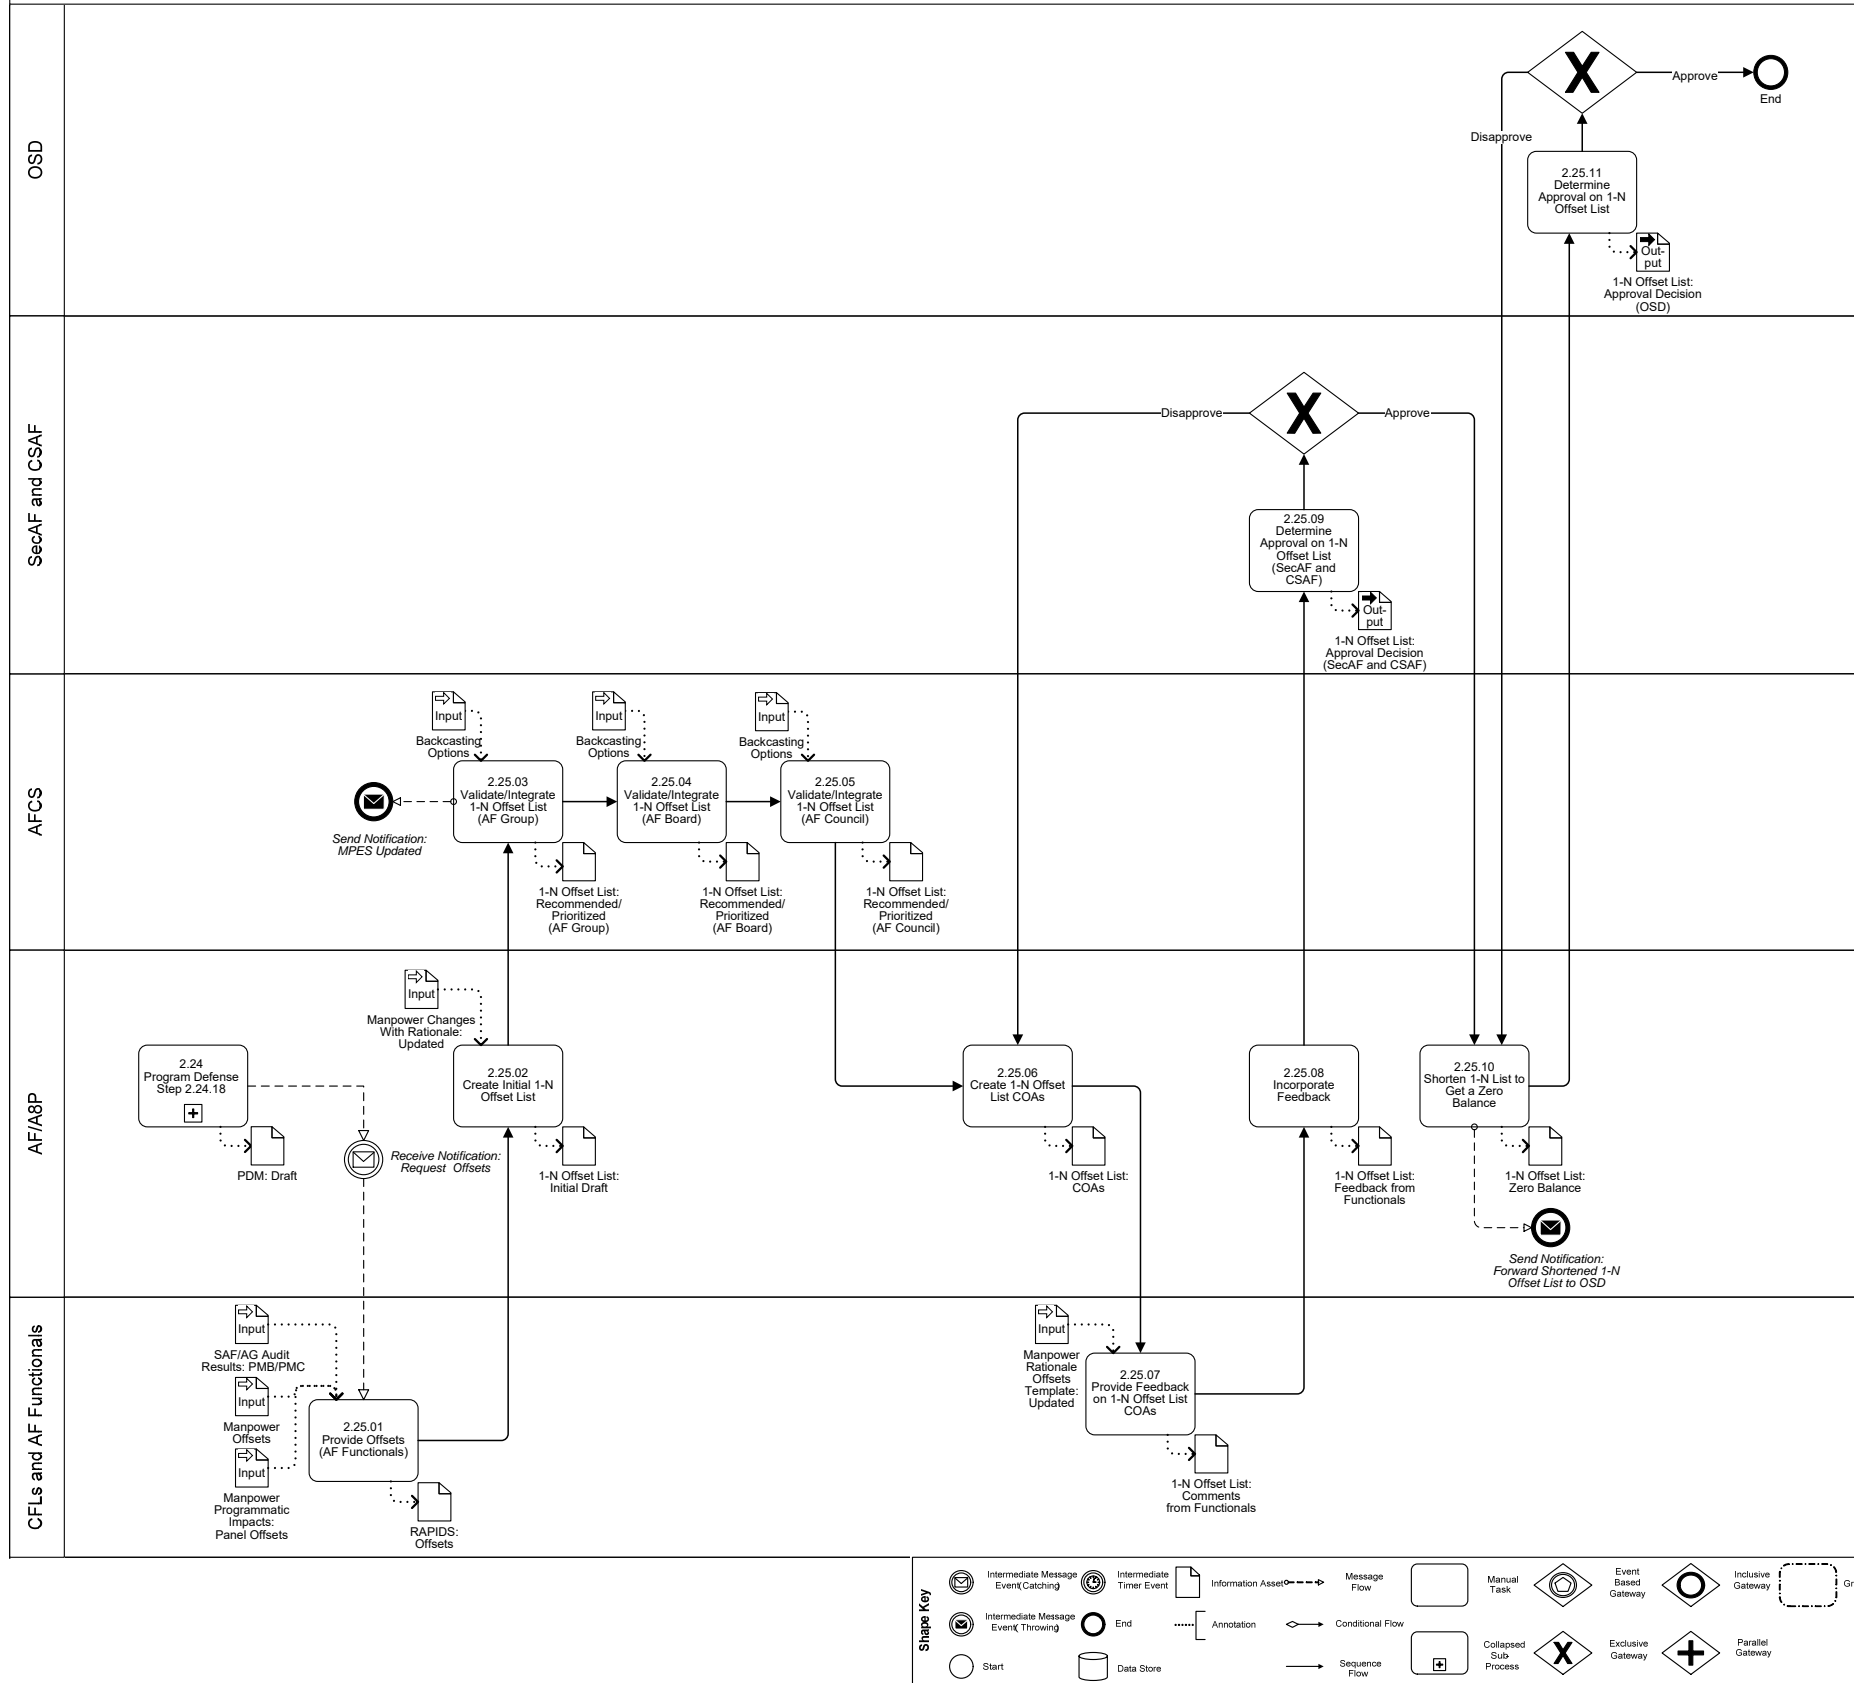 OSD
X
Approve
End
Disapprove
2.25.11
Determine
Approval on 1-N
Offset List
Out-
put
1-N Offset List:
Approval Decision
(OSD)
SecAF and CSAF
Disapprove
X
Approve
2.25.09
Determine
Approval on 1-N
Offset List
(SecAF and
CSAF)
Out-
put
1-N Offset List:
Approval Decision
(SecAF and CSAF)
AFCS
Input
Backcasting
Options
Input
Backcasting
Options
Input
Backcasting
Options
Send Notification:
MPES Updated
2.25.03
Validate/Integrate
1-N Offset List
(AF Group)
2.25.04
Validate/Integrate
1-N Offset List
(AF Board)
2.25.05
Validate/Integrate
1-N Offset List
(AF Council)
1-N Offset List:
Recommended/
Prioritized
(AF Group)
1-N Offset List:
Recommended/
Prioritized
(AF Board)
1-N Offset List:
Recommended/
Prioritized
(AF Council)
AF/A8P
Input
Manpower Changes
With Rationale:
Updated
2.24
Program Defense
Step 2.24.18
PDM: Draft
Receive Notification:
Request Offsets
2.25.02
Create Initial 1-N
Offset List
1-N Offset List:
Initial Draft
2.25.06
Create 1-N Offset
List COAs
1-N Offset List:
COAs
2.25.08
Incorporate
Feedback
1-N Offset List:
Feedback from
Functionals
2.25.10
Shorten 1-N List to
Get a Zero
Balance
1-N Offset List:
Zero Balance
Send Notification:
Forward Shortened 1-N
Offset List to OSD
CFLs and AF Functionals
Input
SAF/AG Audit
Results: PMB/PMC
Input
Manpower
Offsets
Input
Manpower
Programmatic
Impacts:
Panel Offsets
2.25.01
Provide Offsets
(AF Functionals)
RAPIDS:
Offsets
Input
Manpower
Rationale
Offsets
Template:
Updated
2.25.07
Provide Feedback
on 1-N Offset List
COAs
1-N Offset List:
Comments
from Functionals
Shape Key
Intermediate Message
Event(Catching)
Intermediate
Timer Event
Information Asset
Message
Flow
Manual
Task
Event
Based
Gateway
Inclusive
Gateway
Gr
Intermediate Message
Event( Throwing)
End
Annotation
Conditional Flow
Start
Data Store
Sequence
Flow
Collapsed
Sub-
Process
X
Exclusive
Gateway
Parallel
Gateway